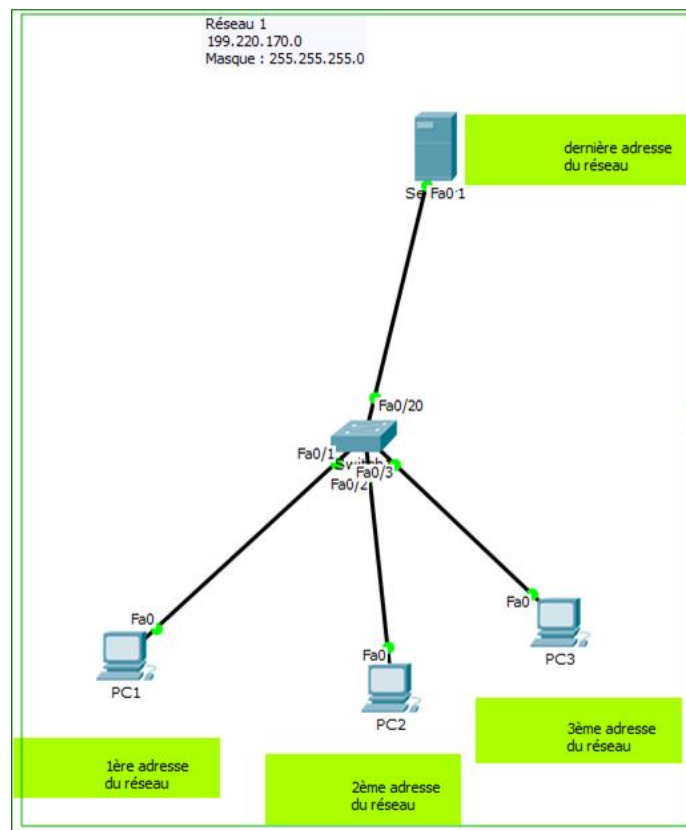 Réseau 1
199.220.170.0
Masque : 255.255.255.0
dernière adresse
du réseau
Fa0
1
Fa0/20
Fa0/1
Fa0/3
Fa0/2
Fa0
Fa0
Fa0
PC1
PC2
PC3
1ère adresse
du réseau
2ème adresse
du réseau
3ème adresse
du réseau